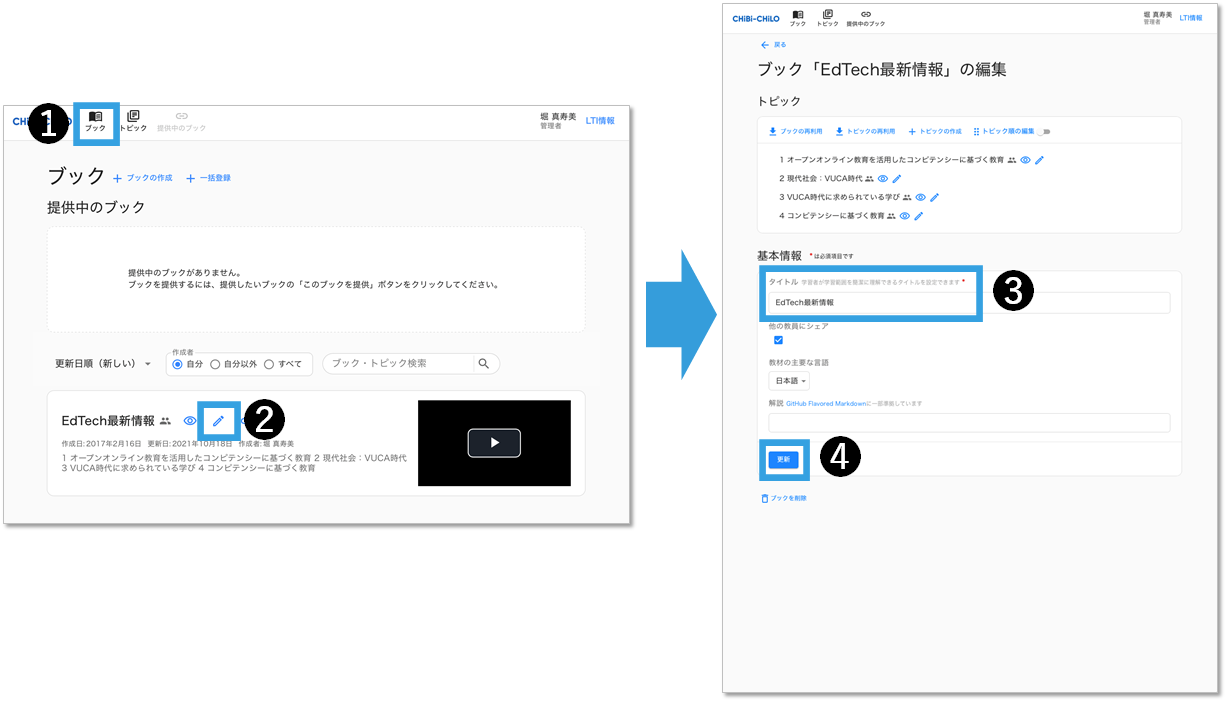 ❶
ブック
トピック
提供中のブック
堀 真寿美
管理者
LTI情報
ブック
ブックの作成
一括登録
提供中のブック
提供中のブックがありません。
ブックを提供するには、提供したいブックの「このブックを提供」ボタンをクリックしてください。
更新日順（新しい）
作成者
自分
自分以外
すべて
ブック・トピック検索
EdTech最新情報
❷
作成日: 2017年2月16日 更新日: 2021年10月18日 作成者: 堀 真寿美
1 オープンオンライン教育を活用したコンピテンシーに基づく教育 2 現代社会：VUCA時代
3 VUCA時代に求められている学び 4 コンピテンシーに基づく教育
CHiBi-CHiLO
ブック
トピック
提供中のブック
堀 真寿美
管理者
LTI情報
戻る
ブック「EdTech最新情報」の編集
トピック
ブックの再利用
トピックの再利用
トピックの作成
トピック順の編集
1 オープンオンライン教育を活用したコンピテンシーに基づく教育
2 現代社会：VUCA時代
3 VUCA時代に求められている学び
4 コンピテンシーに基づく教育
基本情報 *は必須項目です
タイトル 学習者が学習範囲を簡潔に理解できるタイトルを設定できます *
EdTech最新情報
❸
他の教員にシェア
教材の主要な言語
日本語
解説 GitHub Flavored Markdownに一部準拠しています
更新
❹
ブックを削除